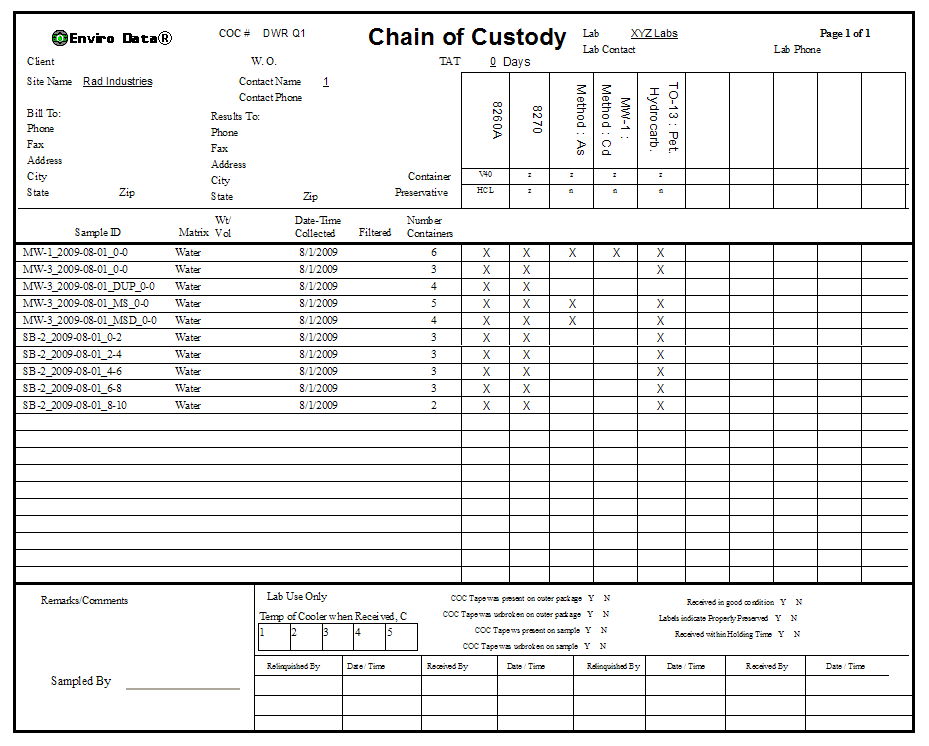 Enviro Data® COC # DWR Q1 Chain of Custody Lab XYZ Labs Page 1 of 1
Lab Contact Lab Phone
Client W. O. TAT 0 Days
Site Name Rad Industries Contact Name 1
Contact Phone
Bill To: Results To:
Phone Phone
Fax Fax
Address Address
City City
State Zip State Zip
8260A
8270
Method : As
MW-1 :
Method : Cd
TO-13 : Pet.
Hydrocarb.
Container V40 z z z z
Preservative HCL z n n n
Sample ID Matrix Wt/ Vol Date-Time Collected Filtered Number Containers
MW-1_2009-08-01_0-0 Water 8/1/2009 6 X X X X X
MW-3_2009-08-01_0-0 Water 8/1/2009 3 X X X
MW-3_2009-08-01_DUP_0-0 Water 8/1/2009 4 X X
MW-3_2009-08-01_MS_0-0 Water 8/1/2009 5 X X X X
MW-3_2009-08-01_MSD_0-0 Water 8/1/2009 4 X X X X
SB-2_2009-08-01_0-2 Water 8/1/2009 3 X X X
SB-2_2009-08-01_2-4 Water 8/1/2009 3 X X X
SB-2_2009-08-01_4-6 Water 8/1/2009 3 X X X
SB-2_2009-08-01_6-8 Water 8/1/2009 3 X X X
SB-2_2009-08-01_8-10 Water 8/1/2009 2 X X X
Remarks/Comments
Sampled By
Lab Use Only
Temp of Cooler when Received, C
1 2 3 4 5
COC Tape was present on outer package Y N
COC Tape was unbroken on outer package Y N
COC Tape ws present on sample Y N
COC Tape was unbroken on sample Y N
Received in good condition Y N
Labels indicate Properly Preserved Y N
Received within Holding Time Y N
Relinquished By Date / Time Received By Date / Time Relinquished By Date / Time Received By Date / Time